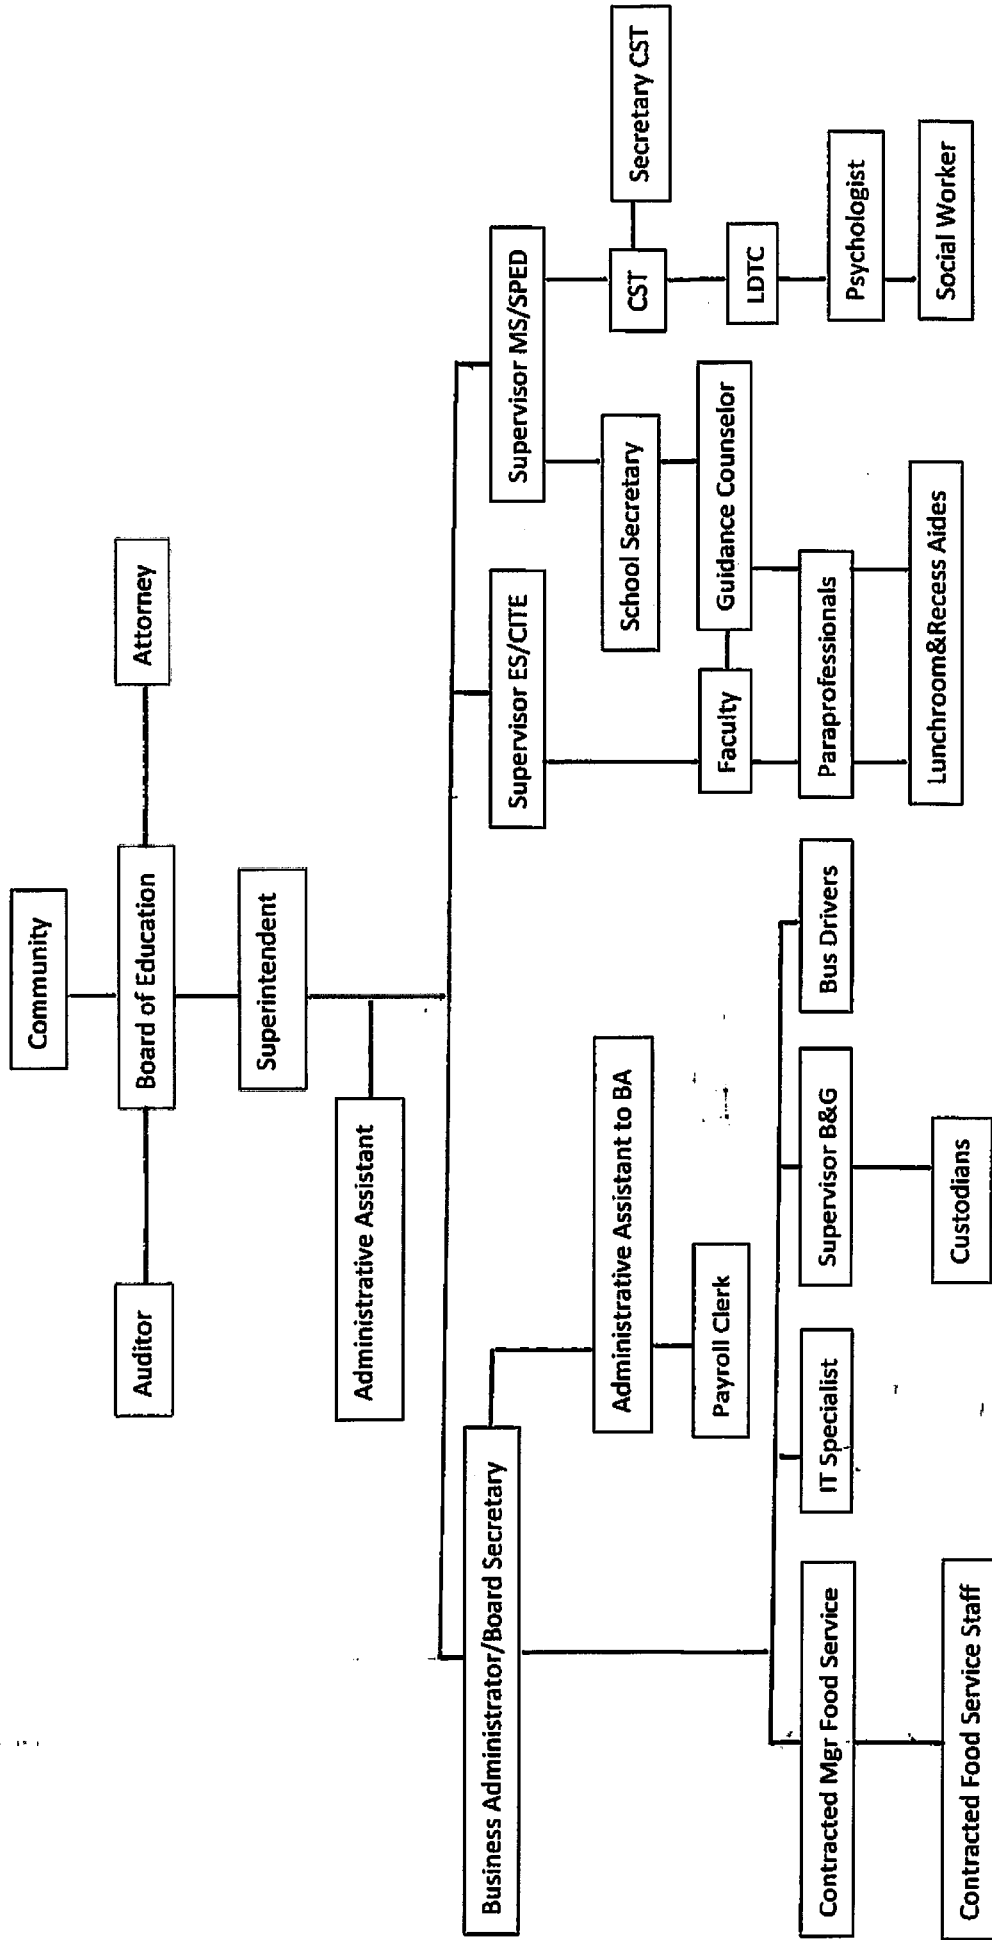 Community
Auditor
Board of Education
Attorney
Superintendent
Administrative Assistant
Business Administrator/Board Secretary
Supervisor ES/CITE
Supervisor MS/SPED
Administrative Assistant to BA
School Secretary
CST
Secretary CST
Payroll Clerk
Faculty
Guidance Counselor
LDTC
Contracted Mgr Food Service
IT Specialist
Supervisor B&G
Bus Drivers
Paraprofessionals
Psychologist
Contracted Food Service Staff
Custodians
Lunchroom&Recess Aides
Social Worker